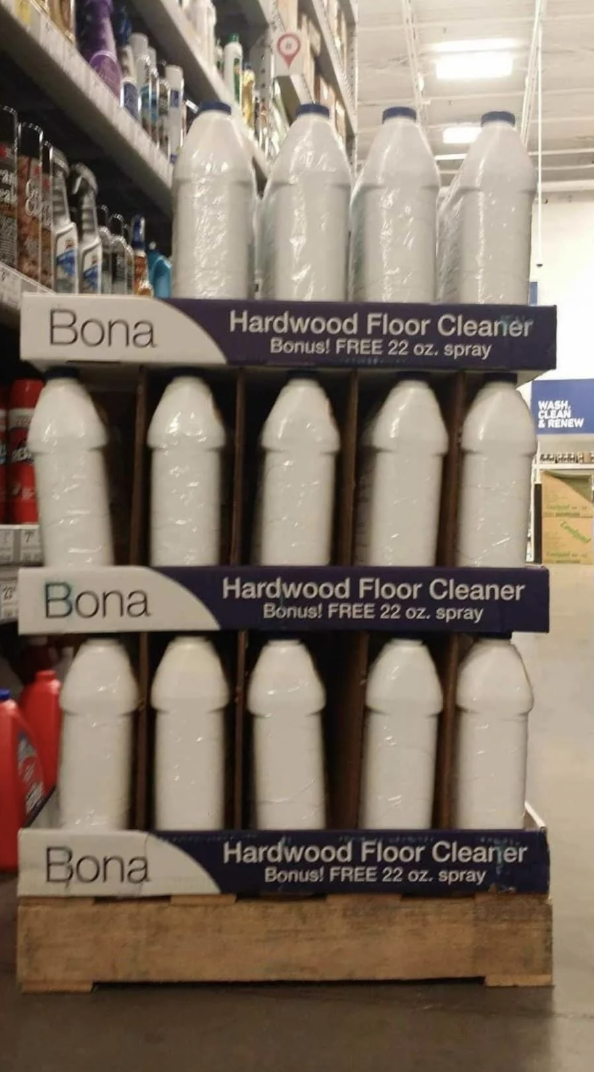 Bona
Hardwood Floor Cleaner
Bonus! FREE 22 oz. spray
WASH,
CLEAN
& RENEW
Bona
Hardwood Floor Cleaner
Bonus! FREE 22 oz. spray
Bona
Hardwood Floor Cleaner
Bonus! FREE 22 oz. spray